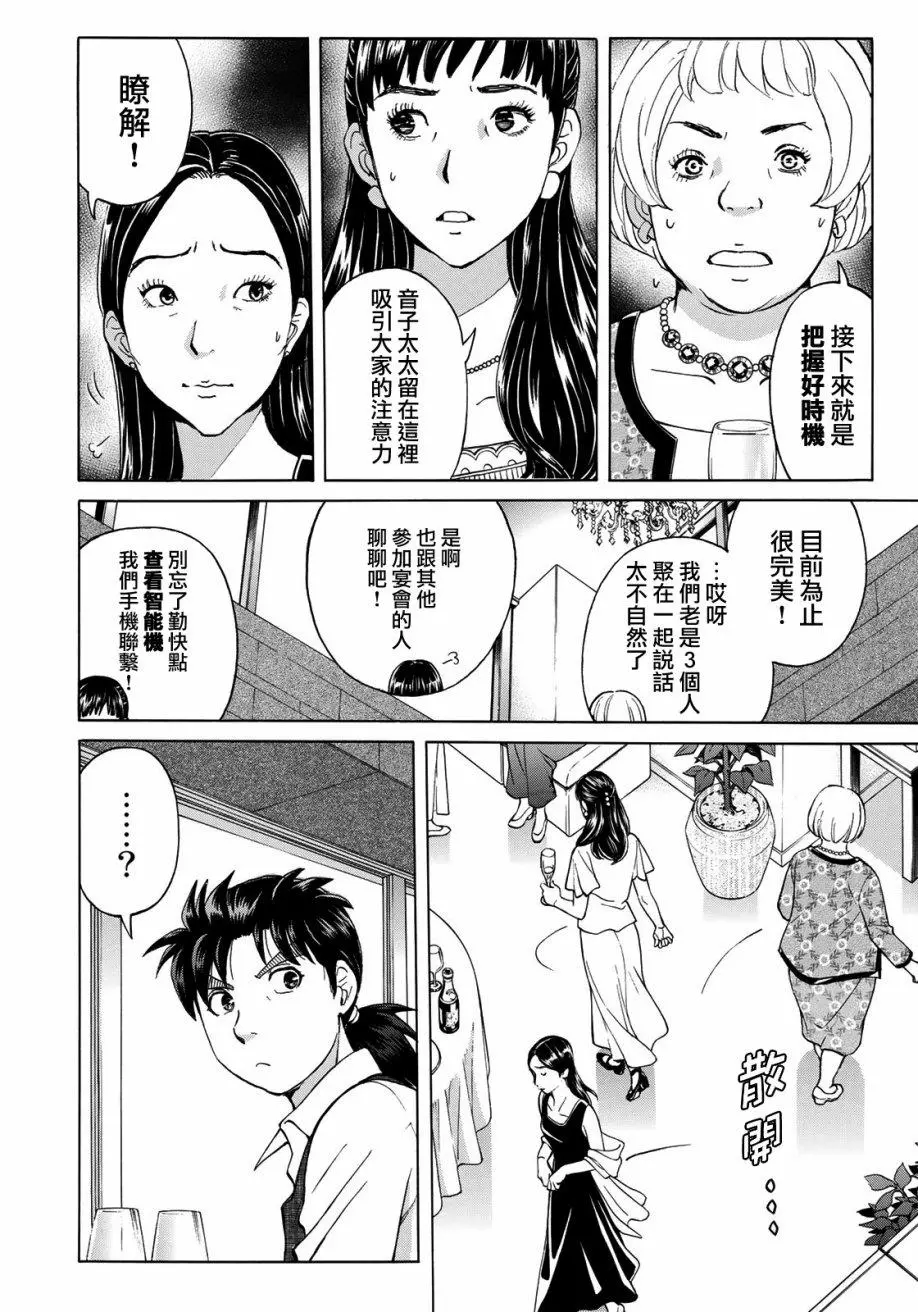 接下來就是
把握好時機
音子太太留在這裡
吸引大家的注意力
瞭解！
目前為止
很完美！
…哎呀
我們老是3個人
聚在一起說話
太不自然了
是啊
也跟其他
參加宴會的人
聊聊吧！
別忘了勤快點
查看智能機
我們手機聯繫！
散開…
……？